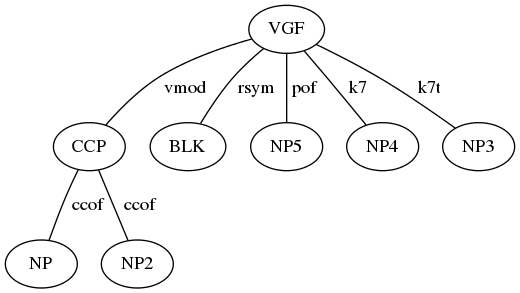 VGF
vmod rsym pof k7 k7t
CCP BLK NP5 NP4 NP3
ccof ccof
NP NP2